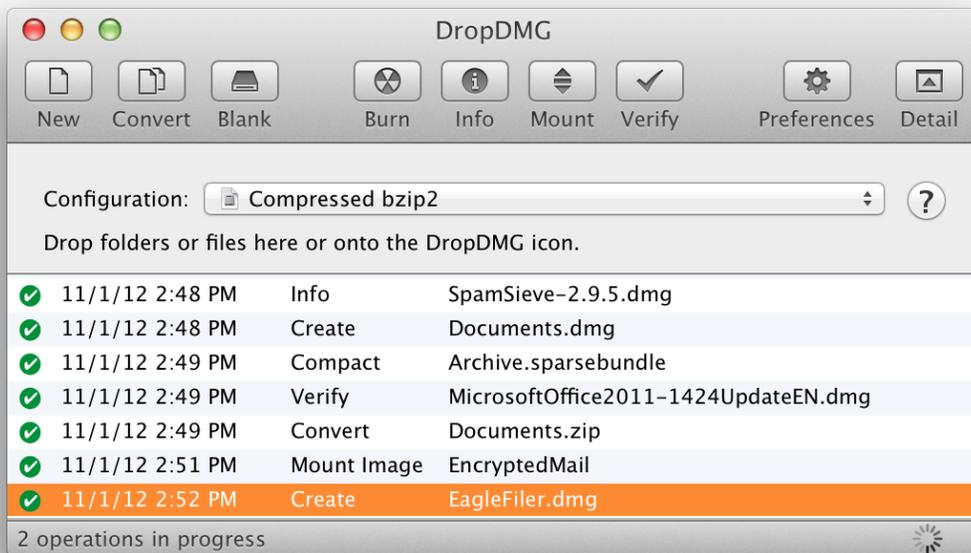 DropDMG
New Convert Blank Burn Info Mount Verify Preferences Detail
Configuration: Compressed bzip2 ?
Drop folders or files here or onto the DropDMG icon.
11/1/12 2:48 PM Info SpamSieve-2.9.5.dmg
11/1/12 2:48 PM Create Documents.dmg
11/1/12 2:49 PM Compact Archive.sparsebundle
11/1/12 2:49 PM Verify MicrosoftOffice2011-1424UpdateEN.dmg
11/1/12 2:49 PM Convert Documents.zip
11/1/12 2:51 PM Mount Image EncryptedMail
11/1/12 2:52 PM Create EagleFiler.dmg
2 operations in progress